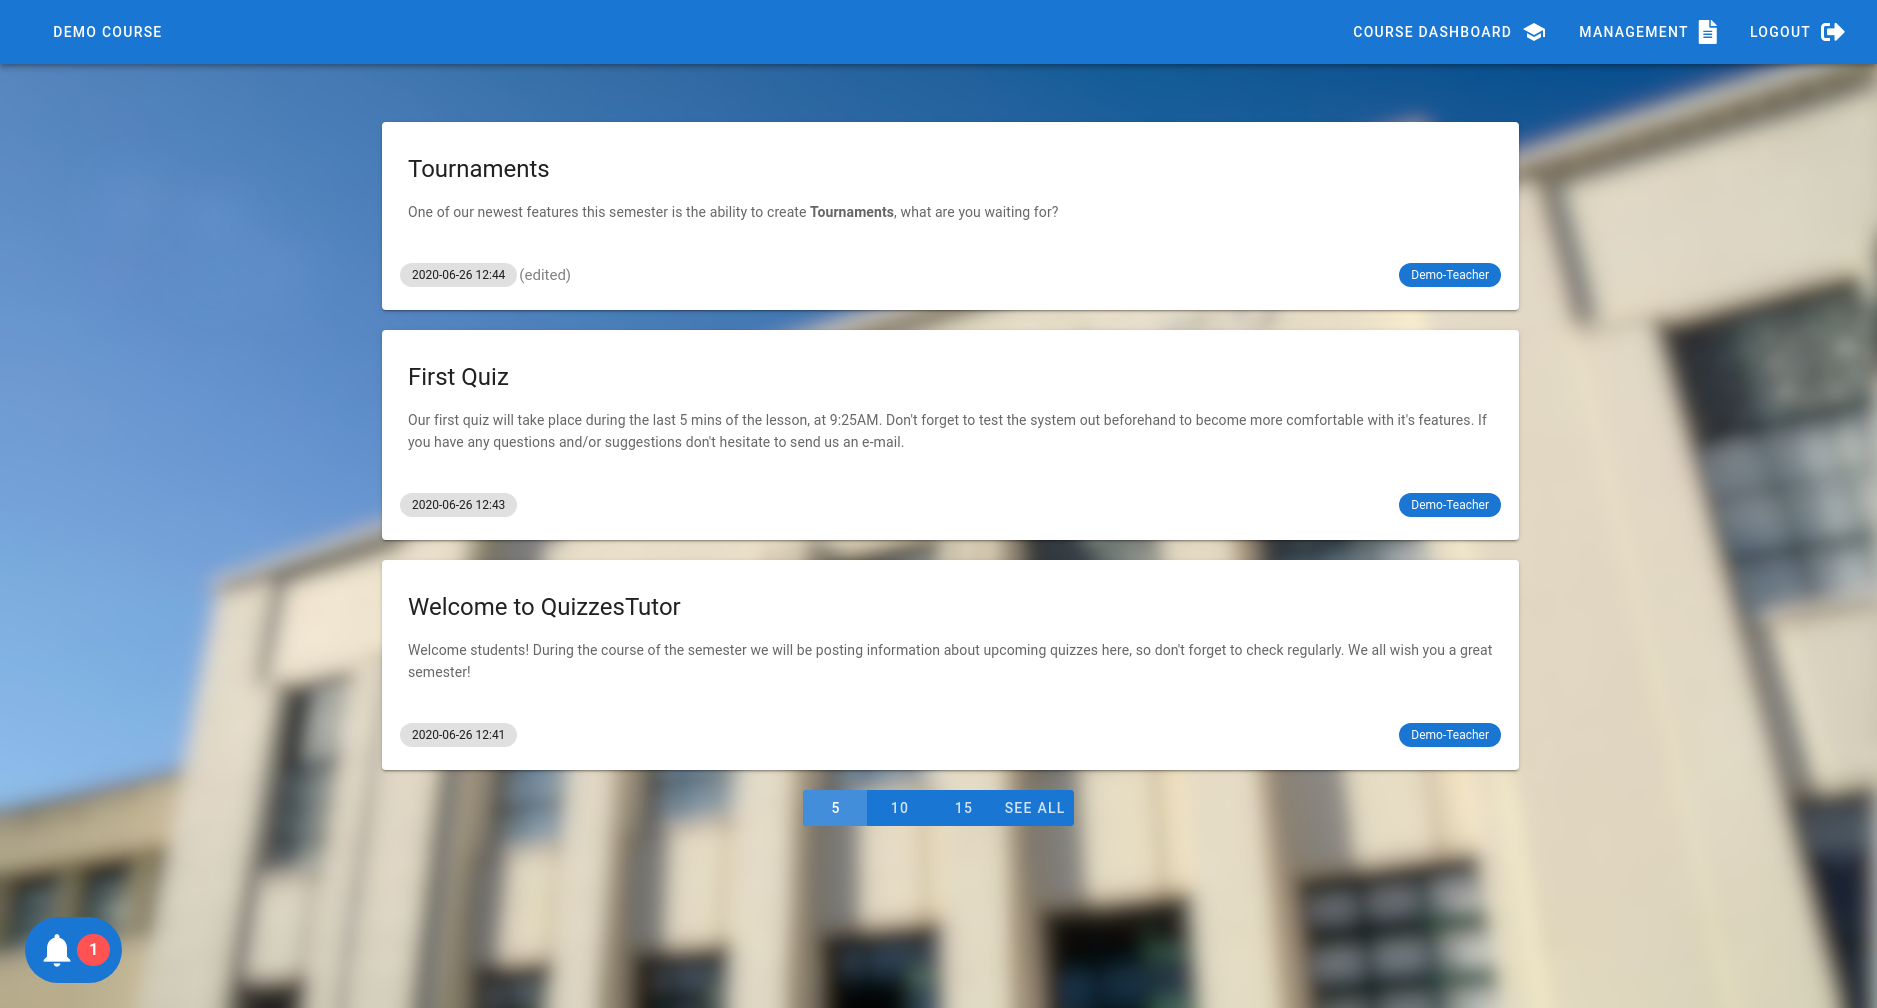 DEMO COURSE
COURSE DASHBOARD
MANAGEMENT
LOGOUT
Tournaments
One of our newest features this semester is the ability to create Tournaments, what are you waiting for?
2020-06-26 12:44 (edited)
Demo-Teacher
First Quiz
Our first quiz will take place during the last 5 mins of the lesson, at 9:25AM. Don't forget to test the system out beforehand to become more comfortable with it's features. If
you have any questions and/or suggestions don't hesitate to send us an e-mail.
2020-06-26 12:43
Demo-Teacher
Welcome to QuizzesTutor
Welcome students! During the course of the semester we will be posting information about upcoming quizzes here, so don't forget to check regularly. We all wish you a great
semester!
2020-06-26 12:41
Demo-Teacher
5 10 15 SEE ALL
1